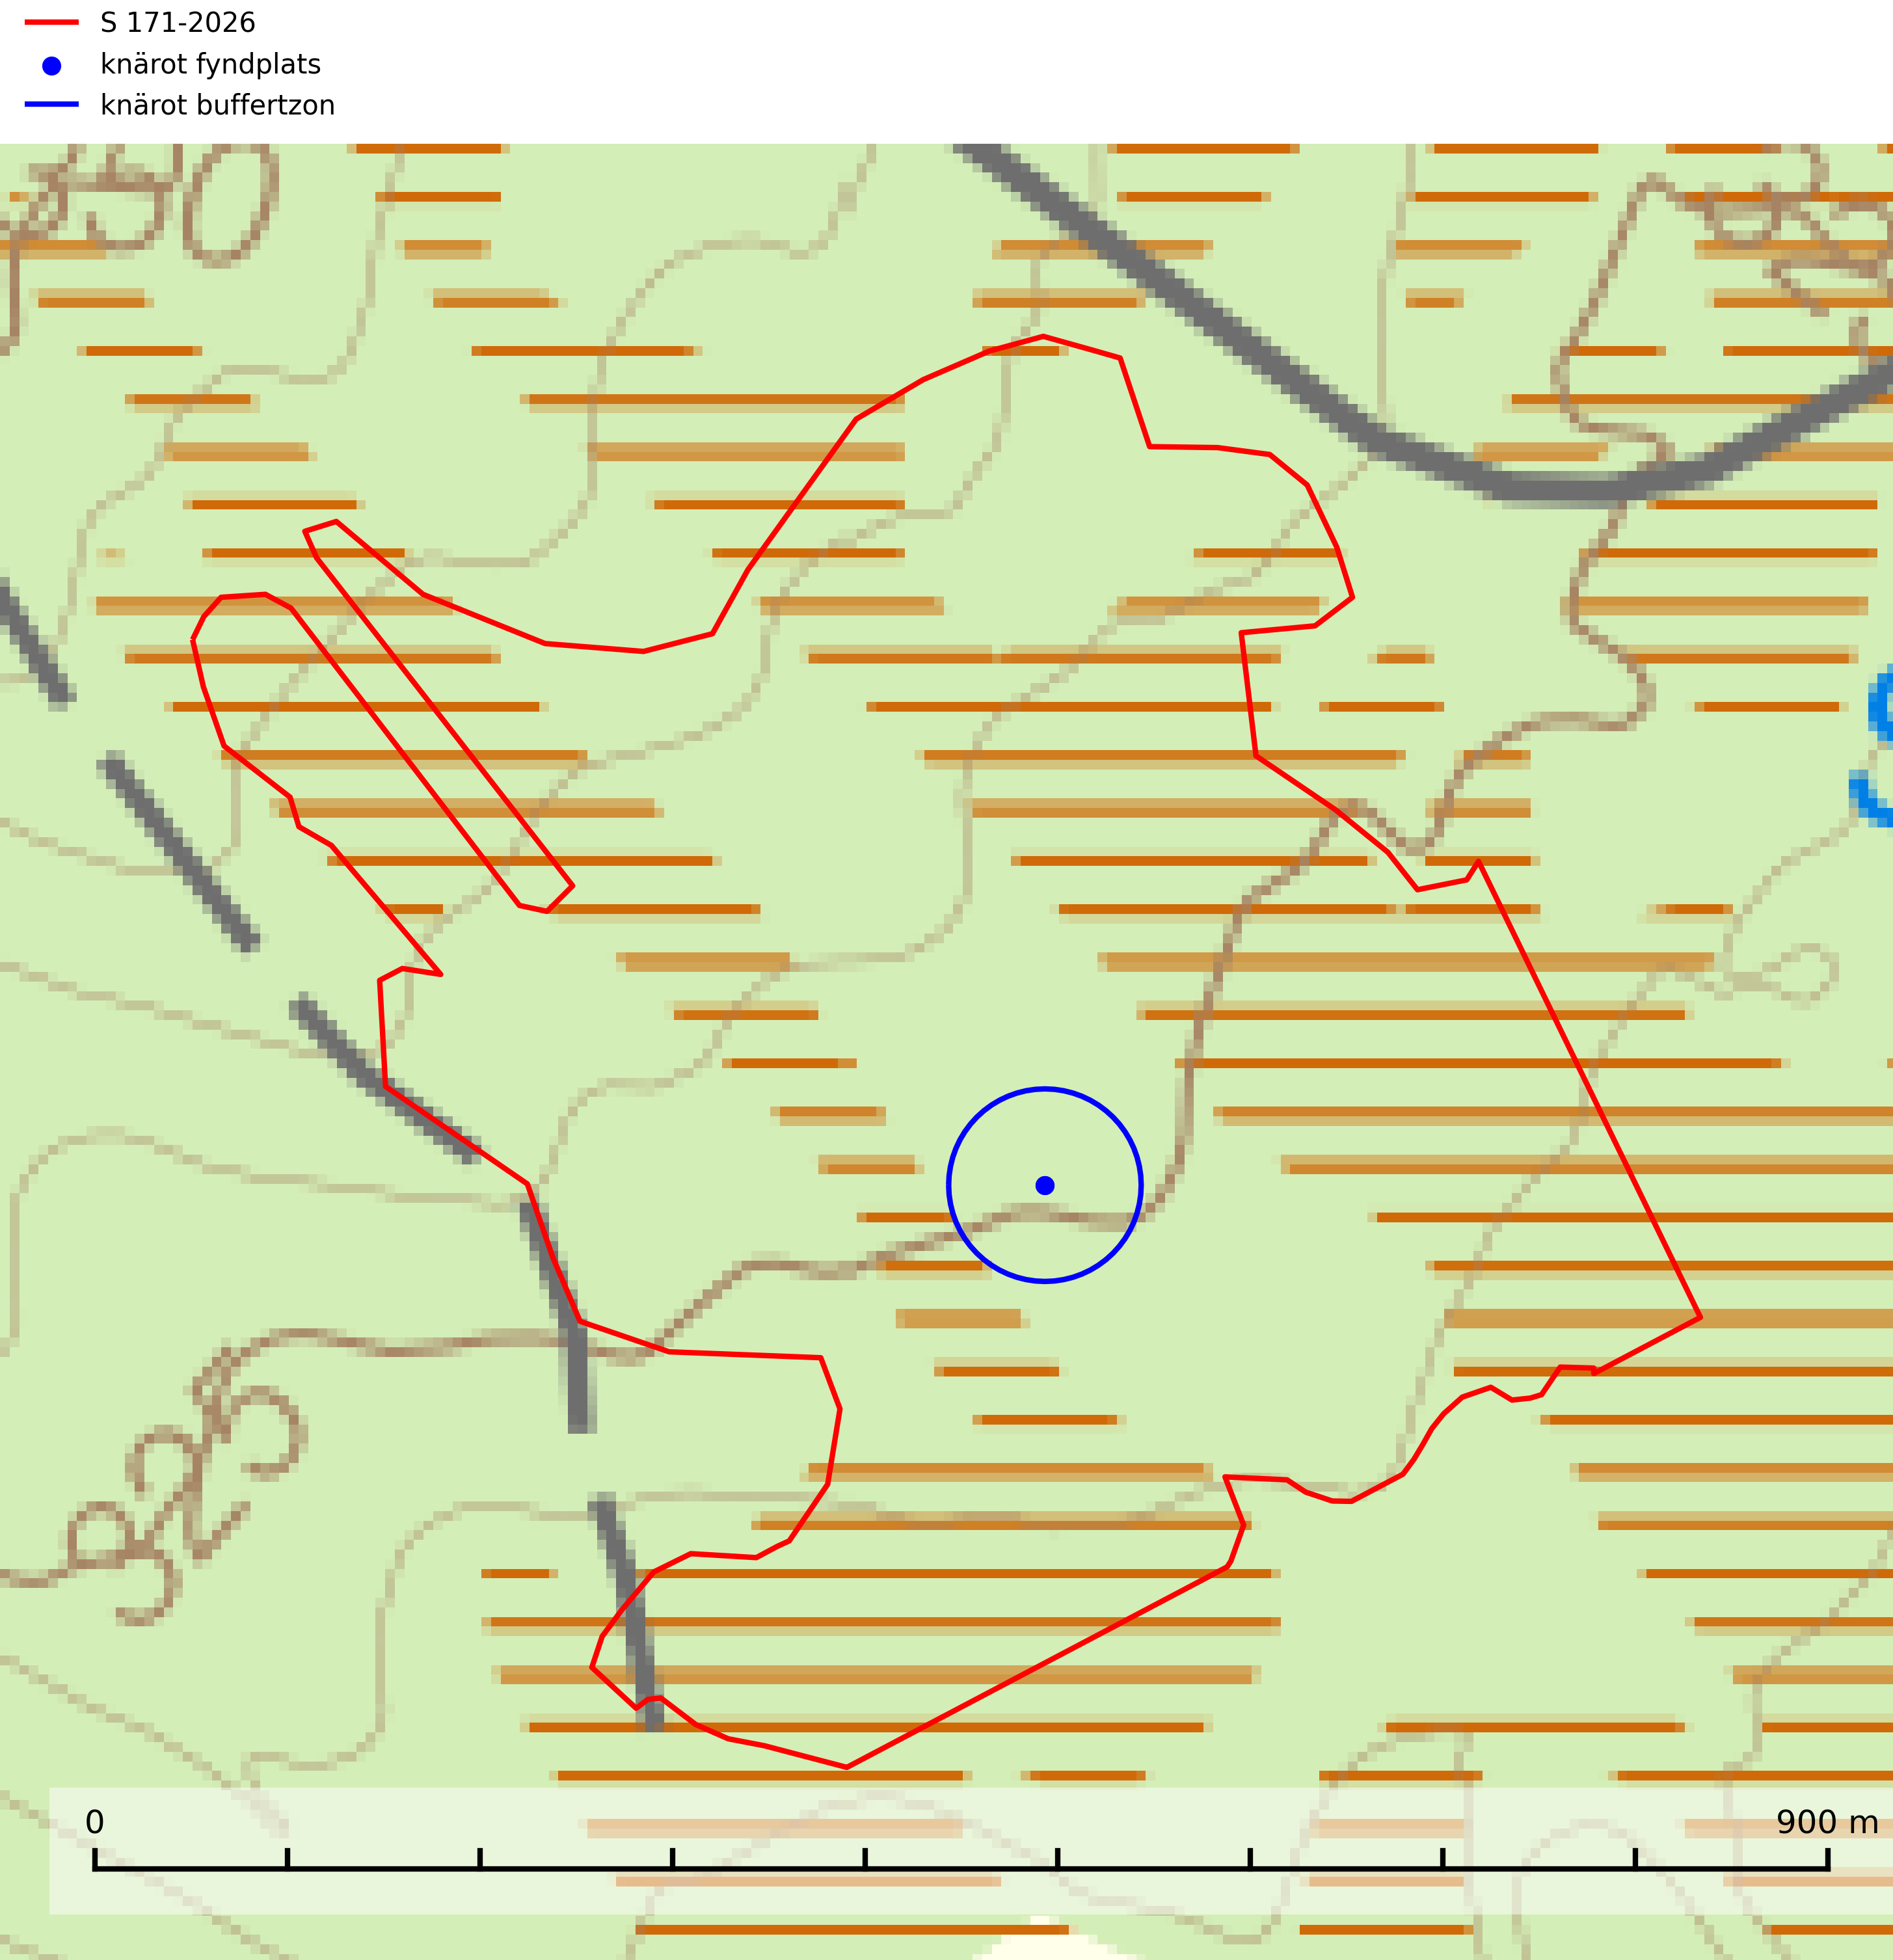 S 171-2026
knärot fyndplats
knärot buffertzon
0
900 m